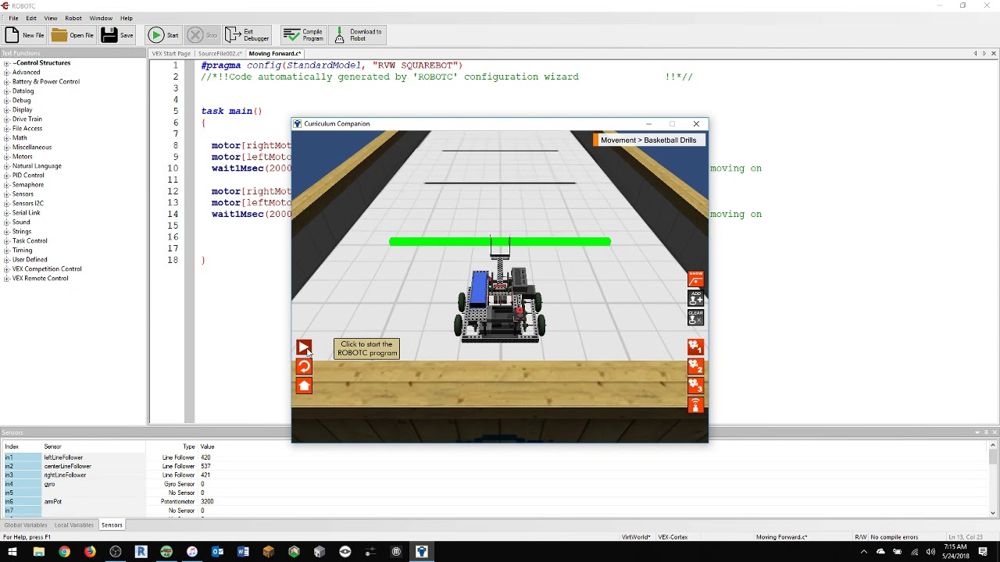 ROBOTC
File Edit View Robot Window Help
New File Open File Save Start Stop Exit Debugger Compile Program Download to Robot
Text Functions
VEX Start Page SourceFile002.c* Moving Forward.c*
~Control Structures
Advanced
Battery & Power Control
Datalog
Debug
Display
Drive Train
File Access
Math
Miscellaneous
Motors
Natural Language
PID Control
Semaphore
Sensors
Sensors I2C
Serial Link
Sound
Strings
Task Control
Timing
User Defined
VEX Competition Control
VEX Remote Control
1 #pragma config(StandardModel, "RVW SQUAREBOT")
2 //*!!Code automatically generated by 'ROBOTC' configuration wizard !!*//
3
4
5 task main()
6 {
7
8 motor[rightMot
9 motor[leftMoto
10 wait1Msec(2000 moving on
11
12 motor[rightMot
13 motor[leftMoto
14 wait1Msec(2000 moving on
15
16
17
18 }
Curriculum Companion
Movement > Basketball Drills
SHOW
ADD
CLEAR
1
2
3
Click to start the
ROBOTC program
Sensors
Index Sensor Type Value
in1 leftLineFollower Line Follower 420
in2 centerLineFollower Line Follower 537
in3 rightLineFollower Line Follower 421
in4 gyro Gyro Sensor 0
in5 No Sensor 0
in6 armPot Potentiometer 3200
in7 No Sensor 0
Global Variables Local Variables Sensors
For Help, press F1 VirtWorld* VEX-Cortex Moving Forward.c* R/W No compile errors Ln 13, Col 23
7:15 AM
5/24/2018